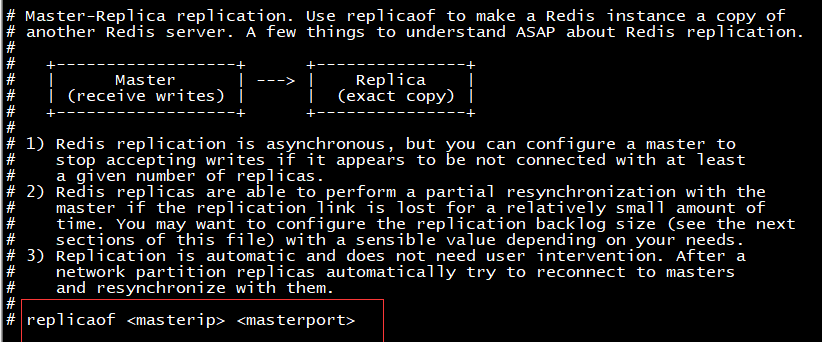 # Master-Replica replication. Use replicaof to make a Redis instance a copy of
# another Redis server. A few things to understand ASAP about Redis replication.
#
#   +------------------+      +---------------+
#   |      Master      | ---> |    Replica    |
#   | (receive writes) |      |  (exact copy) |
#   +------------------+      +---------------+
#
# 1) Redis replication is asynchronous, but you can configure a master to
#    stop accepting writes if it appears to be not connected with at least
#    a given number of replicas.
# 2) Redis replicas are able to perform a partial resynchronization with the
#    master if the replication link is lost for a relatively small amount of
#    time. You may want to configure the replication backlog size (see the next
#    sections of this file) with a sensible value depending on your needs.
# 3) Replication is automatic and does not need user intervention. After a
#    network partition replicas automatically try to reconnect to masters
#    and resynchronize with them.
#
# replicaof <masterip> <masterport>